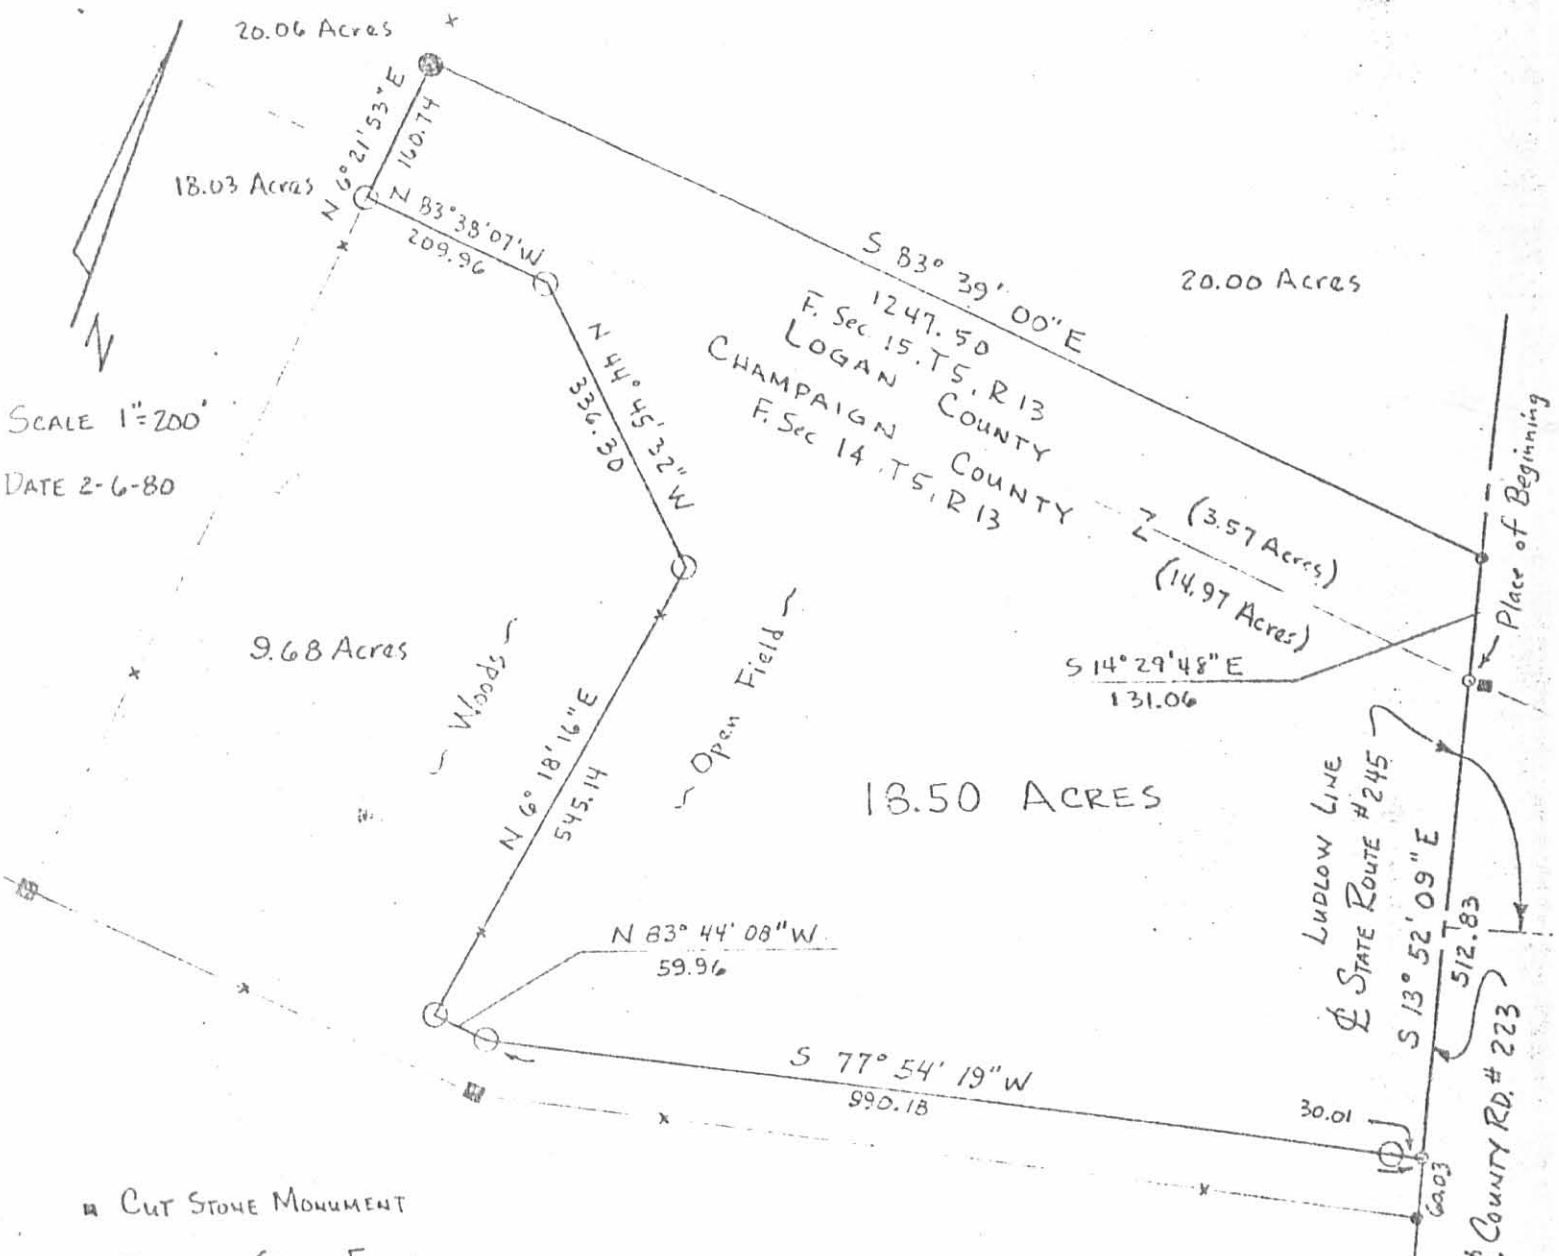 20.06 Acres
N 6° 21' 53" E
160.74
18.03 Acres
N 83° 38' 07" W
209.96
S 83° 39' 00" E
1247.50
20.00 Acres
F. Sec. 15. T5, R13
LOGAN COUNTY
CHAMPAIGN COUNTY
F. Sec 14. T5, R13
N
SCALE 1"=200'
DATE 2-6-80
N 44° 45' 32" W
336.30
(3.57 Acres)
(14.97 Acres)
Place of Beginning
S 14° 29' 48" E
131.06
9.68 Acres
Woods
Open Field
N 6° 18' 16" E
545.14
18.50 ACRES
LUDLOW LINE
℄ STATE ROUTE #245
S 13° 52' 09" E
512.83
N 83° 44' 08" W
59.96
S 77° 54' 19" W
990.18
30.01
60.03
COUNTY RD. # 223
CUT STONE MONUMENT